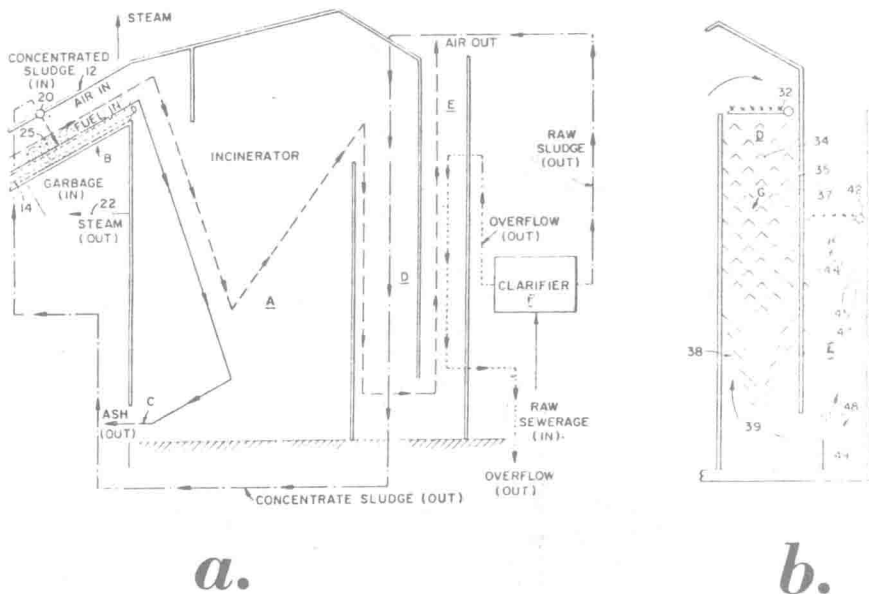 STEAM
CONCENTRATED
SLUDGE 12
(IN)
20
AIR IN
FUEL IN
25
B
GARBAGE
(IN)
14
22
STEAM
(OUT)
INCINERATOR
A
C
ASH
(OUT)
CONCENTRATE SLUDGE (OUT)
AIR OUT
E
D
RAW
SLUDGE
(OUT)
OVERFLOW
(OUT)
CLARIFIER
F
RAW
SEWERAGE
(IN)
OVERFLOW
(OUT)
a.
32
D
34
35
G
37
42
44
38
39
E
48
49
b.